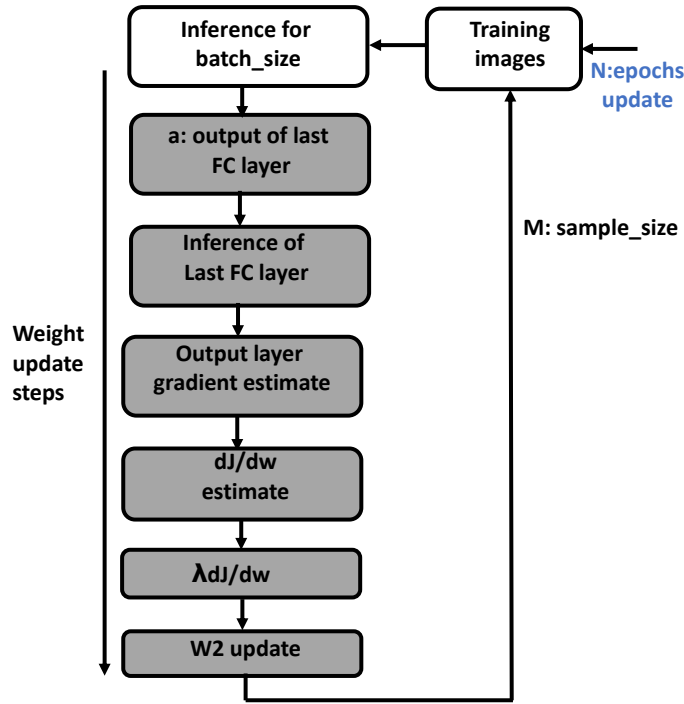 Inference for
batch_size
Training
images
N:epochs
update
a: output of last
FC layer
Inference of
Last FC layer
M: sample_size
Weight
update
steps
Output layer
gradient estimate
dJ/dw
estimate
λdJ/dw
W2 update